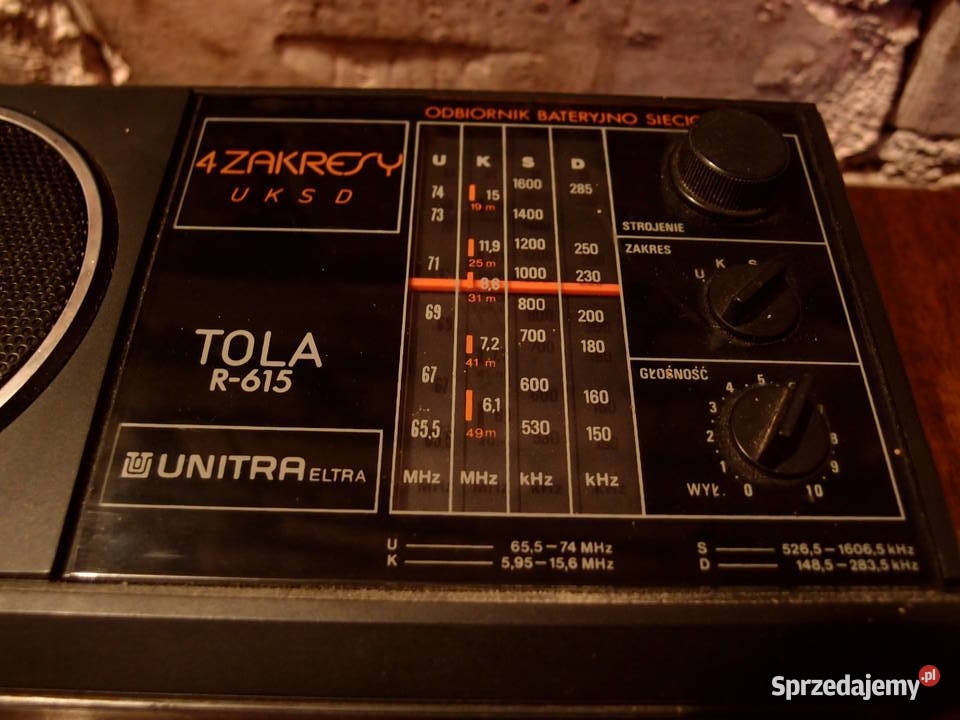 ODBIORNIK BATERYJNO
4 ZAKRESY
U K S D
TOLA
R-615
UNITRA ELTRA
U K S D
74 15 1600 285
19 m
73 1400
11,9 1200 250
25 m
71 1000 230
31 m
69 800 200
7,2 700 180
41 m
67 600 160
6,1
65,5 49m 530 150
MHz MHz kHz kHz
STROJENIE
ZAKRES
U K S
GŁOŚNOŚĆ
WYŁ. 0 1 2 3 4 5 8 9 10
U 65,5-74 MHz
K 5,95-15,6 MHz
S 526,5-1606,5 kHz
D 148,5-283,5 kHz
Sprzedajemy.pl